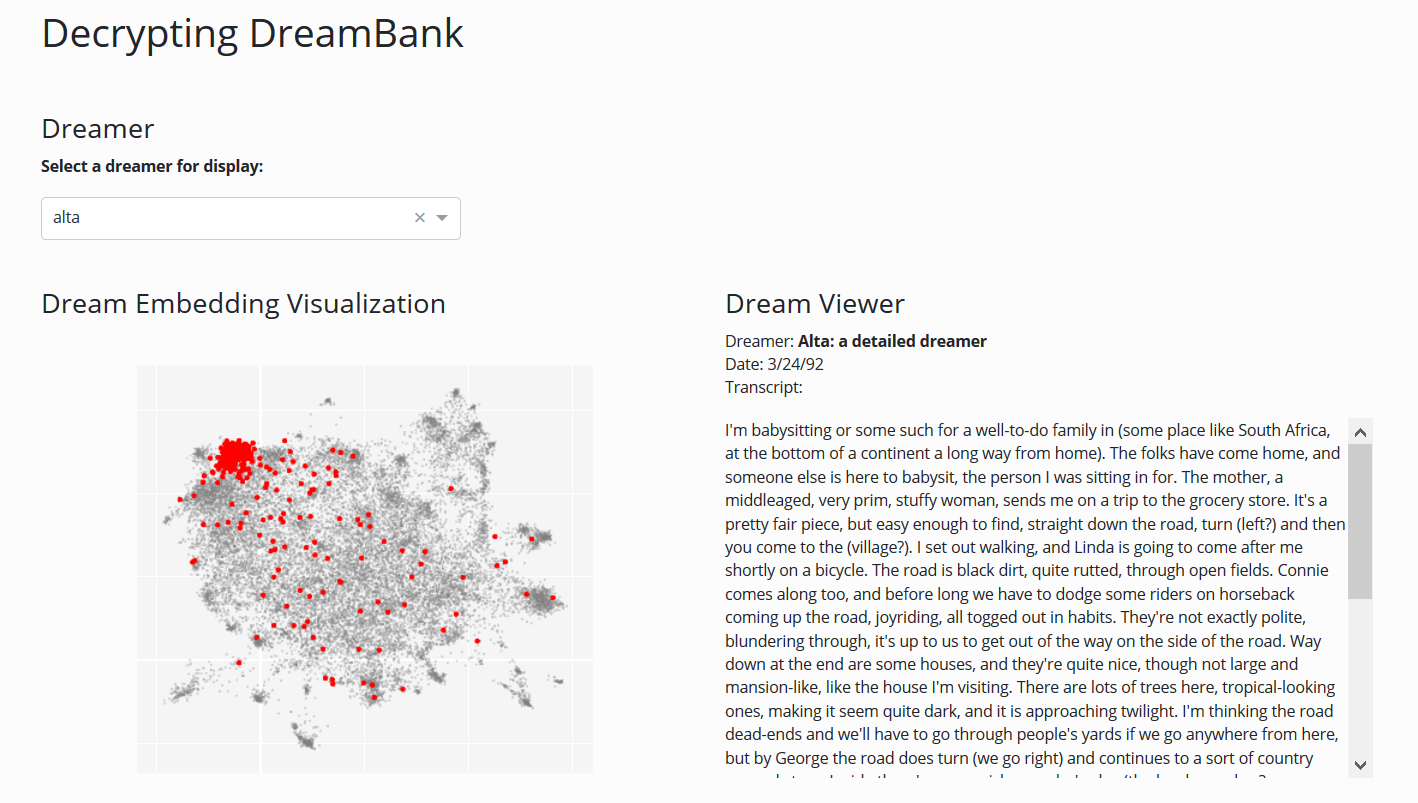 Decrypting DreamBank
Dreamer
Select a dreamer for display:
alta
Dream Embedding Visualization
Dream Viewer
Dreamer: Alta: a detailed dreamer
Date: 3/24/92
Transcript:
I'm babysitting or some such for a well-to-do family in (some place like South Africa,
at the bottom of a continent a long way from home). The folks have come home, and
someone else is here to babysit, the person I was sitting in for. The mother, a
middleaged, very prim, stuffy woman, sends me on a trip to the grocery store. It's a
pretty fair piece, but easy enough to find, straight down the road, turn (left?) and then
you come to the (village?). I set out walking, and Linda is going to come after me
shortly on a bicycle. The road is black dirt, quite rutted, through open fields. Connie
comes along too, and before long we have to dodge some riders on horseback
coming up the road, joyriding, all togged out in habits. They're not exactly polite,
blundering through, it's up to us to get out of the way on the side of the road. Way
down at the end are some houses, and they're quite nice, though not large and
mansion-like, like the house I'm visiting. There are lots of trees here, tropical-looking
ones, making it seem quite dark, and it is approaching twilight. I'm thinking the road
dead-ends and we'll have to go through people's yards if we go anywhere from here,
but by George the road does turn (we go right) and continues to a sort of country